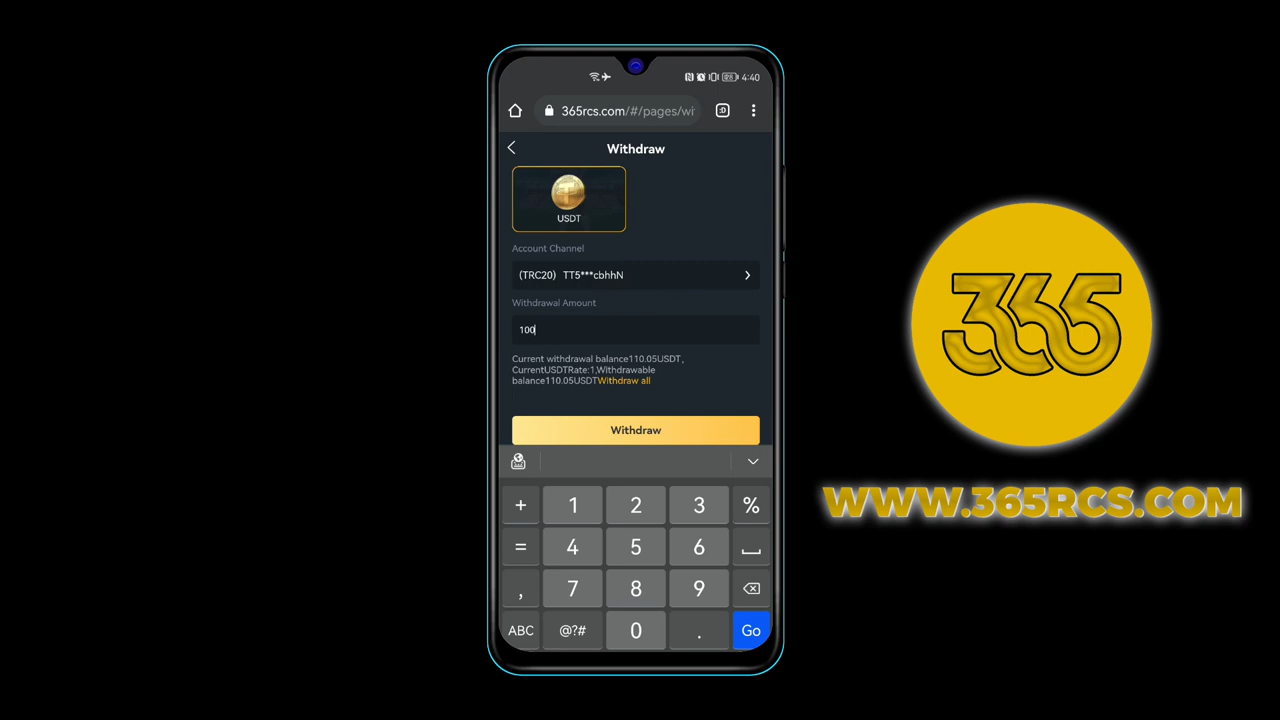 4:40
365rcs.com/#/pages/wi
:D
Withdraw
USDT
Account Channel
(TRC20) TT5***cbhhN
Withdrawal Amount
100
Current withdrawal balance110.05USDT,
CurrentUSDTRate:1,Withdrawable
balance110.05USDTWithdraw all
Withdraw
+ 1 2 3 %
= 4 5 6
, 7 8 9
ABC @?# 0 . Go
365
WWW.365RCS.COM